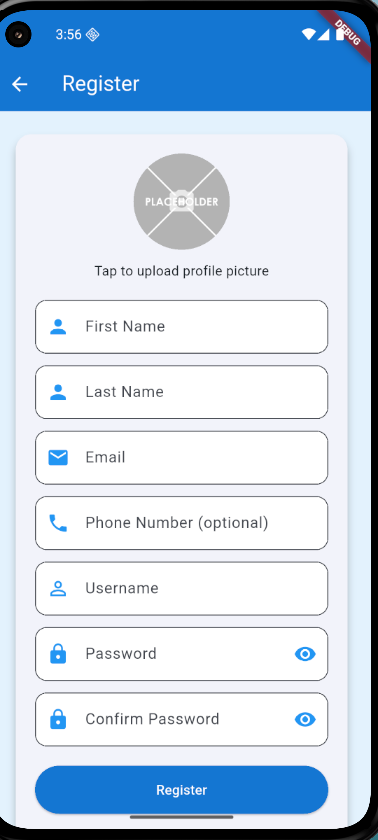 3:56
DEBUG
Register
PLACEHOLDER
Tap to upload profile picture
First Name
Last Name
Email
Phone Number (optional)
Username
Password
Confirm Password
Register